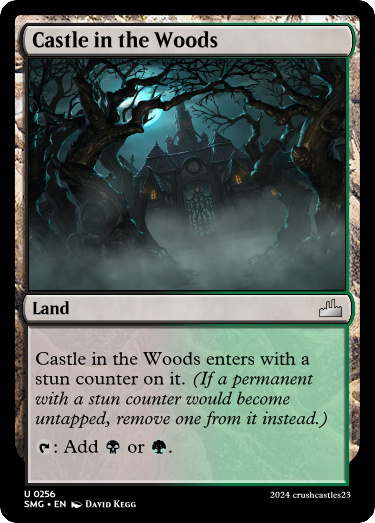 Castle in the Woods
Land
Castle in the Woods enters with a
stun counter on it. (If a permanent
with a stun counter would become
untapped, remove one from it instead.)
: Add or .
U 0256
SMG • EN David Kegg
2024 crushcastles23